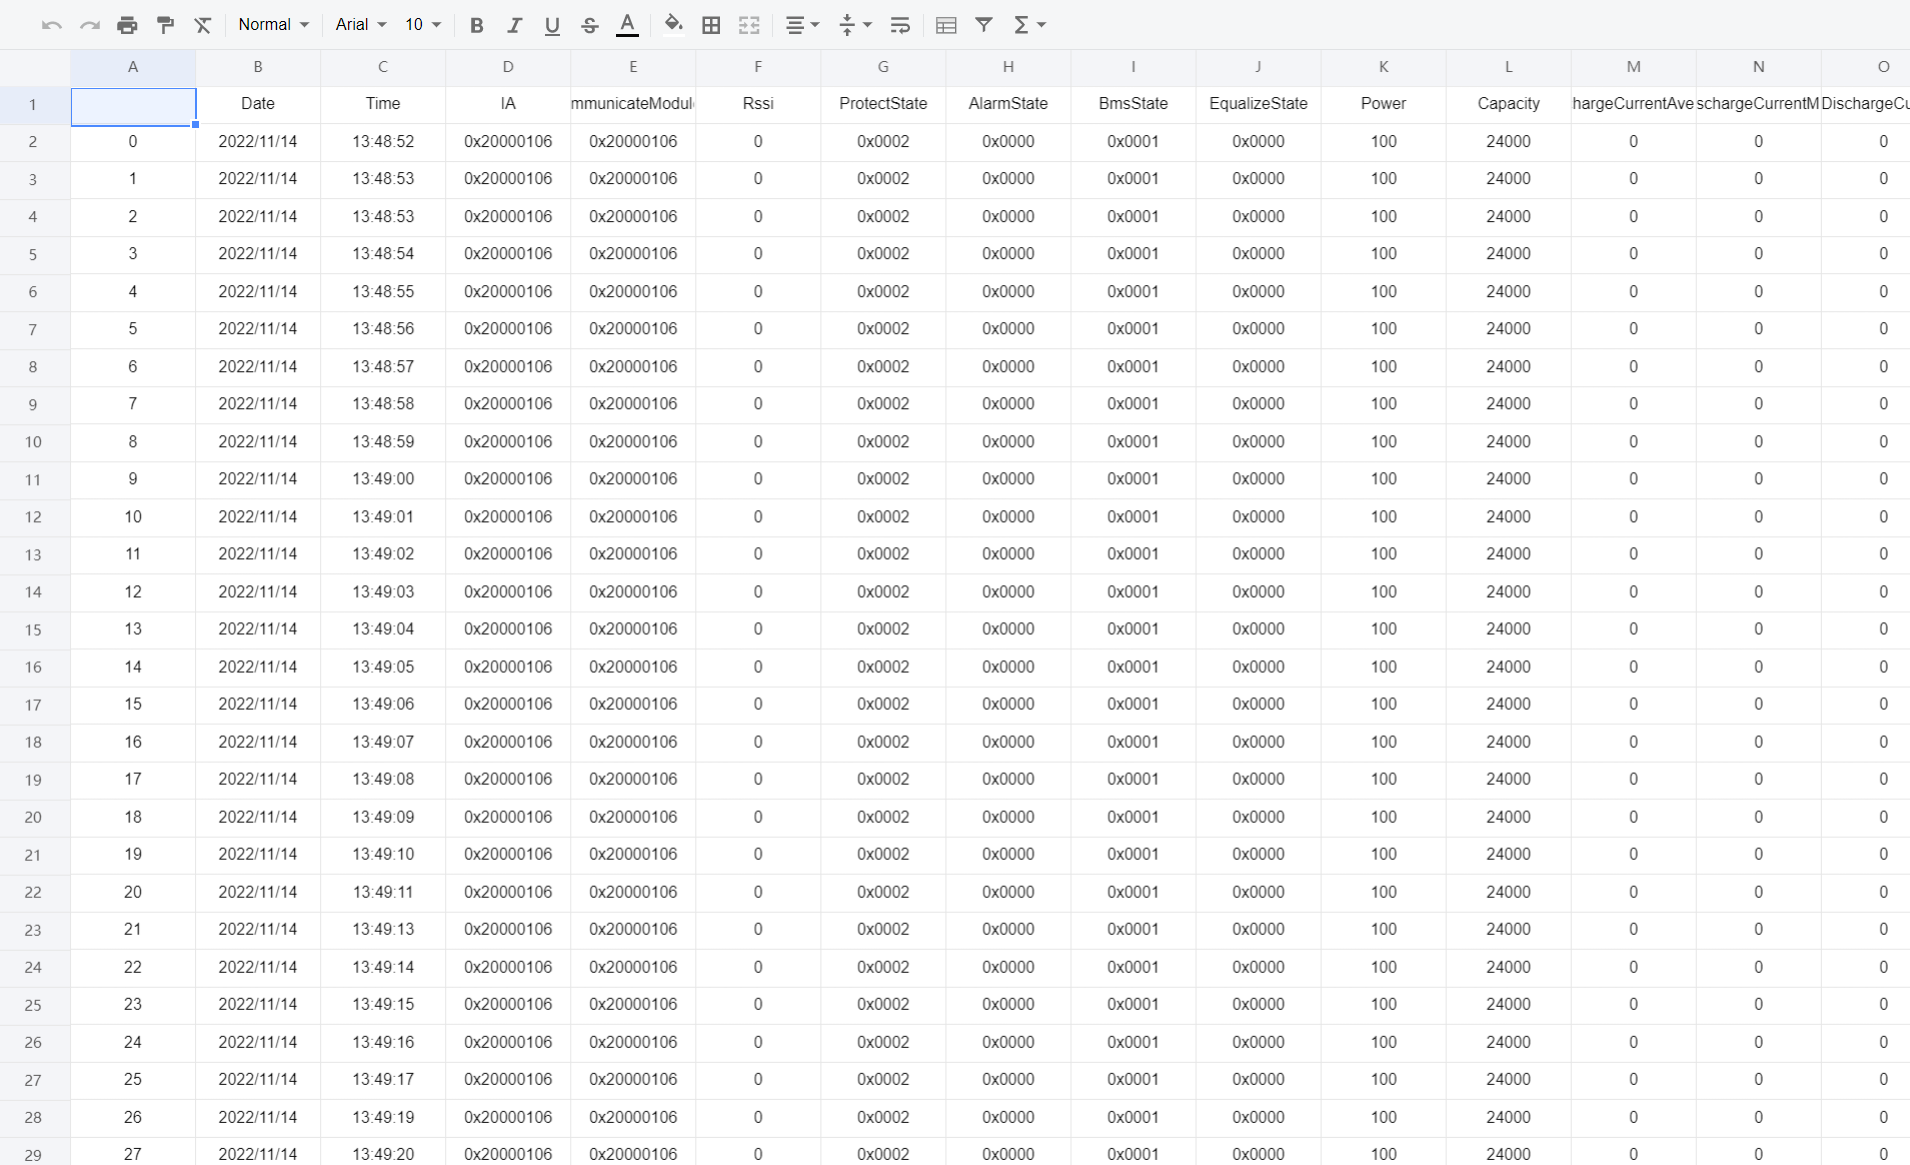 Normal Arial 10 B I U S A Σ
A B C D E F G H I J K L M N O
1 Date Time IA mmunicateModul Rssi ProtectState AlarmState BmsState EqualizeState Power Capacity hargeCurrentAve schargeCurrentM DischargeCu
2 0 2022/11/14 13:48:52 0x20000106 0x20000106 0 0x0002 0x0000 0x0001 0x0000 100 24000 0 0 0
3 1 2022/11/14 13:48:53 0x20000106 0x20000106 0 0x0002 0x0000 0x0001 0x0000 100 24000 0 0 0
4 2 2022/11/14 13:48:53 0x20000106 0x20000106 0 0x0002 0x0000 0x0001 0x0000 100 24000 0 0 0
5 3 2022/11/14 13:48:54 0x20000106 0x20000106 0 0x0002 0x0000 0x0001 0x0000 100 24000 0 0 0
6 4 2022/11/14 13:48:55 0x20000106 0x20000106 0 0x0002 0x0000 0x0001 0x0000 100 24000 0 0 0
7 5 2022/11/14 13:48:56 0x20000106 0x20000106 0 0x0002 0x0000 0x0001 0x0000 100 24000 0 0 0
8 6 2022/11/14 13:48:57 0x20000106 0x20000106 0 0x0002 0x0000 0x0001 0x0000 100 24000 0 0 0
9 7 2022/11/14 13:48:58 0x20000106 0x20000106 0 0x0002 0x0000 0x0001 0x0000 100 24000 0 0 0
10 8 2022/11/14 13:48:59 0x20000106 0x20000106 0 0x0002 0x0000 0x0001 0x0000 100 24000 0 0 0
11 9 2022/11/14 13:49:00 0x20000106 0x20000106 0 0x0002 0x0000 0x0001 0x0000 100 24000 0 0 0
12 10 2022/11/14 13:49:01 0x20000106 0x20000106 0 0x0002 0x0000 0x0001 0x0000 100 24000 0 0 0
13 11 2022/11/14 13:49:02 0x20000106 0x20000106 0 0x0002 0x0000 0x0001 0x0000 100 24000 0 0 0
14 12 2022/11/14 13:49:03 0x20000106 0x20000106 0 0x0002 0x0000 0x0001 0x0000 100 24000 0 0 0
15 13 2022/11/14 13:49:04 0x20000106 0x20000106 0 0x0002 0x0000 0x0001 0x0000 100 24000 0 0 0
16 14 2022/11/14 13:49:05 0x20000106 0x20000106 0 0x0002 0x0000 0x0001 0x0000 100 24000 0 0 0
17 15 2022/11/14 13:49:06 0x20000106 0x20000106 0 0x0002 0x0000 0x0001 0x0000 100 24000 0 0 0
18 16 2022/11/14 13:49:07 0x20000106 0x20000106 0 0x0002 0x0000 0x0001 0x0000 100 24000 0 0 0
19 17 2022/11/14 13:49:08 0x20000106 0x20000106 0 0x0002 0x0000 0x0001 0x0000 100 24000 0 0 0
20 18 2022/11/14 13:49:09 0x20000106 0x20000106 0 0x0002 0x0000 0x0001 0x0000 100 24000 0 0 0
21 19 2022/11/14 13:49:10 0x20000106 0x20000106 0 0x0002 0x0000 0x0001 0x0000 100 24000 0 0 0
22 20 2022/11/14 13:49:11 0x20000106 0x20000106 0 0x0002 0x0000 0x0001 0x0000 100 24000 0 0 0
23 21 2022/11/14 13:49:13 0x20000106 0x20000106 0 0x0002 0x0000 0x0001 0x0000 100 24000 0 0 0
24 22 2022/11/14 13:49:14 0x20000106 0x20000106 0 0x0002 0x0000 0x0001 0x0000 100 24000 0 0 0
25 23 2022/11/14 13:49:15 0x20000106 0x20000106 0 0x0002 0x0000 0x0001 0x0000 100 24000 0 0 0
26 24 2022/11/14 13:49:16 0x20000106 0x20000106 0 0x0002 0x0000 0x0001 0x0000 100 24000 0 0 0
27 25 2022/11/14 13:49:17 0x20000106 0x20000106 0 0x0002 0x0000 0x0001 0x0000 100 24000 0 0 0
28 26 2022/11/14 13:49:19 0x20000106 0x20000106 0 0x0002 0x0000 0x0001 0x0000 100 24000 0 0 0
29 27 2022/11/14 13:49:20 0x20000106 0x20000106 0 0x0002 0x0000 0x0001 0x0000 100 24000 0 0 0